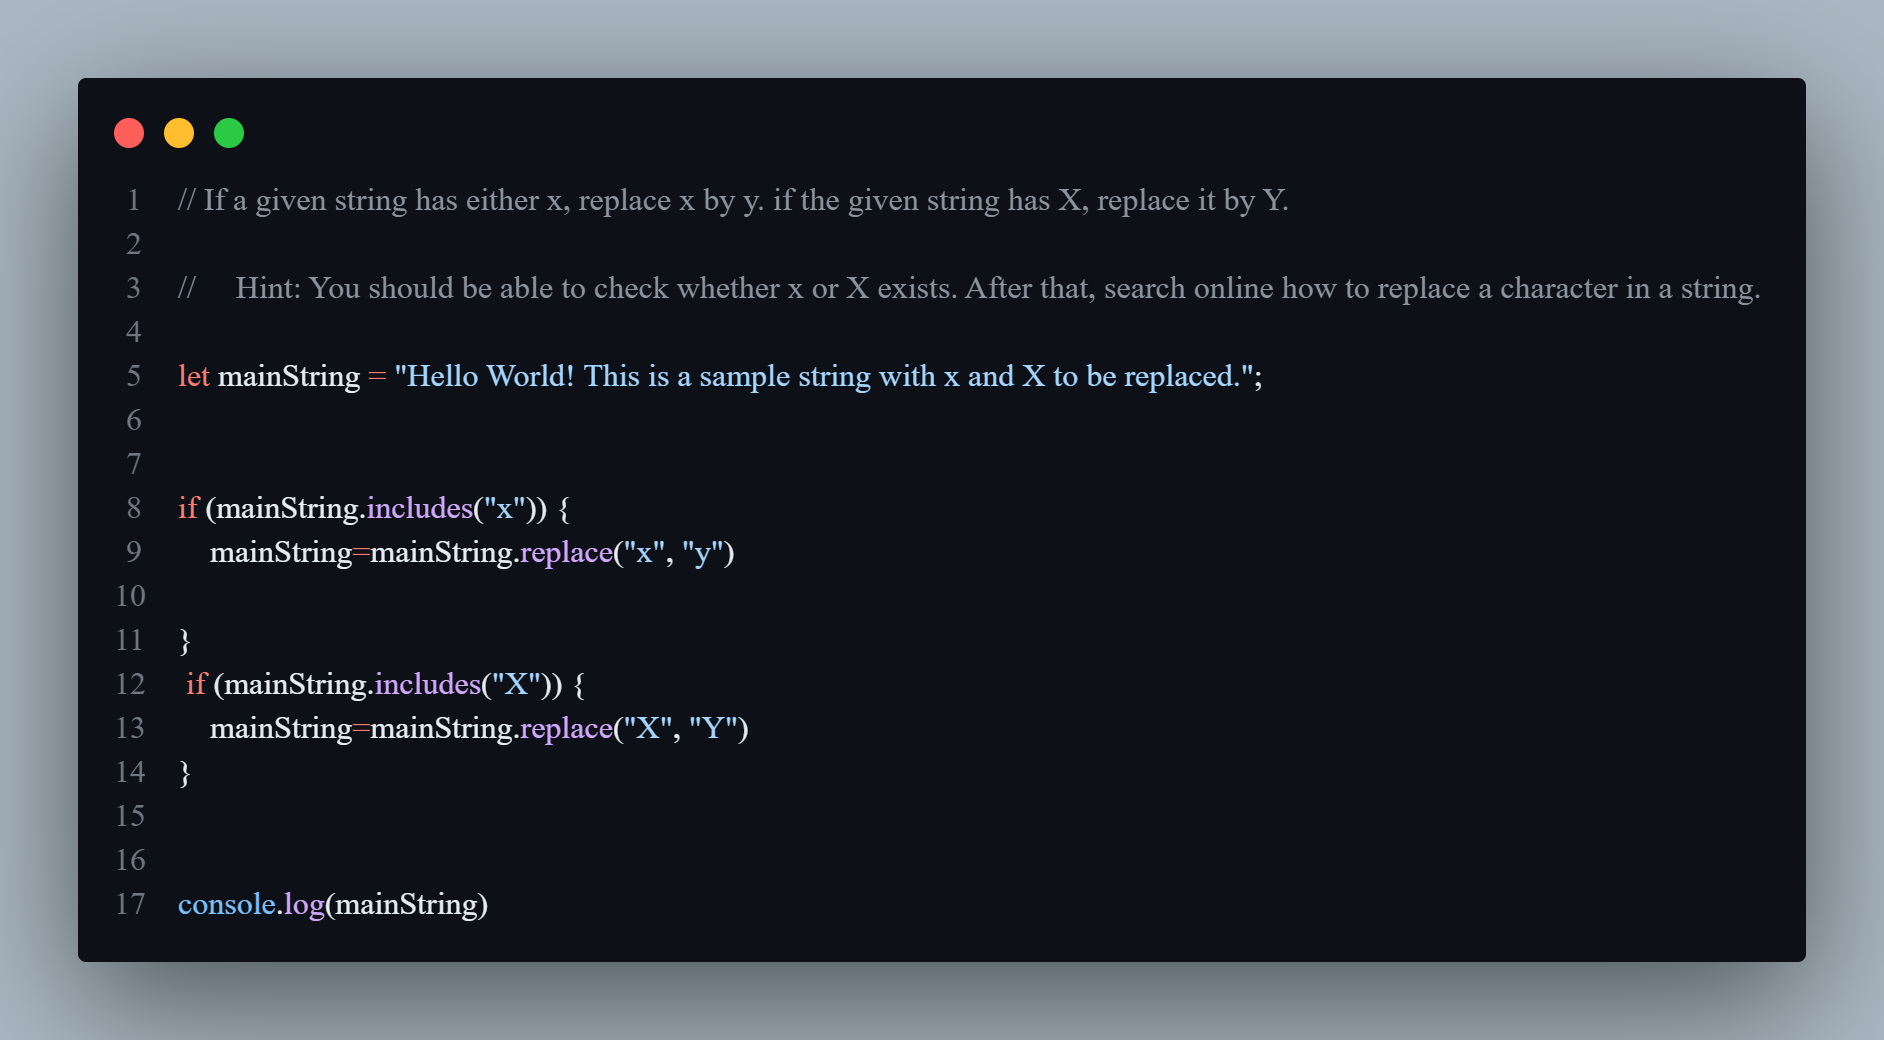 1 // If a given string has either x, replace x by y. if the given string has X, replace it by Y.
2
3 //     Hint: You should be able to check whether x or X exists. After that, search online how to replace a character in a string.
4
5 let mainString = "Hello World! This is a sample string with x and X to be replaced.";
6
7
8 if (mainString.includes("x")) {
9     mainString=mainString.replace("x", "y")
10
11 }
12  if (mainString.includes("X")) {
13     mainString=mainString.replace("X", "Y")
14 }
15
16
17 console.log(mainString)